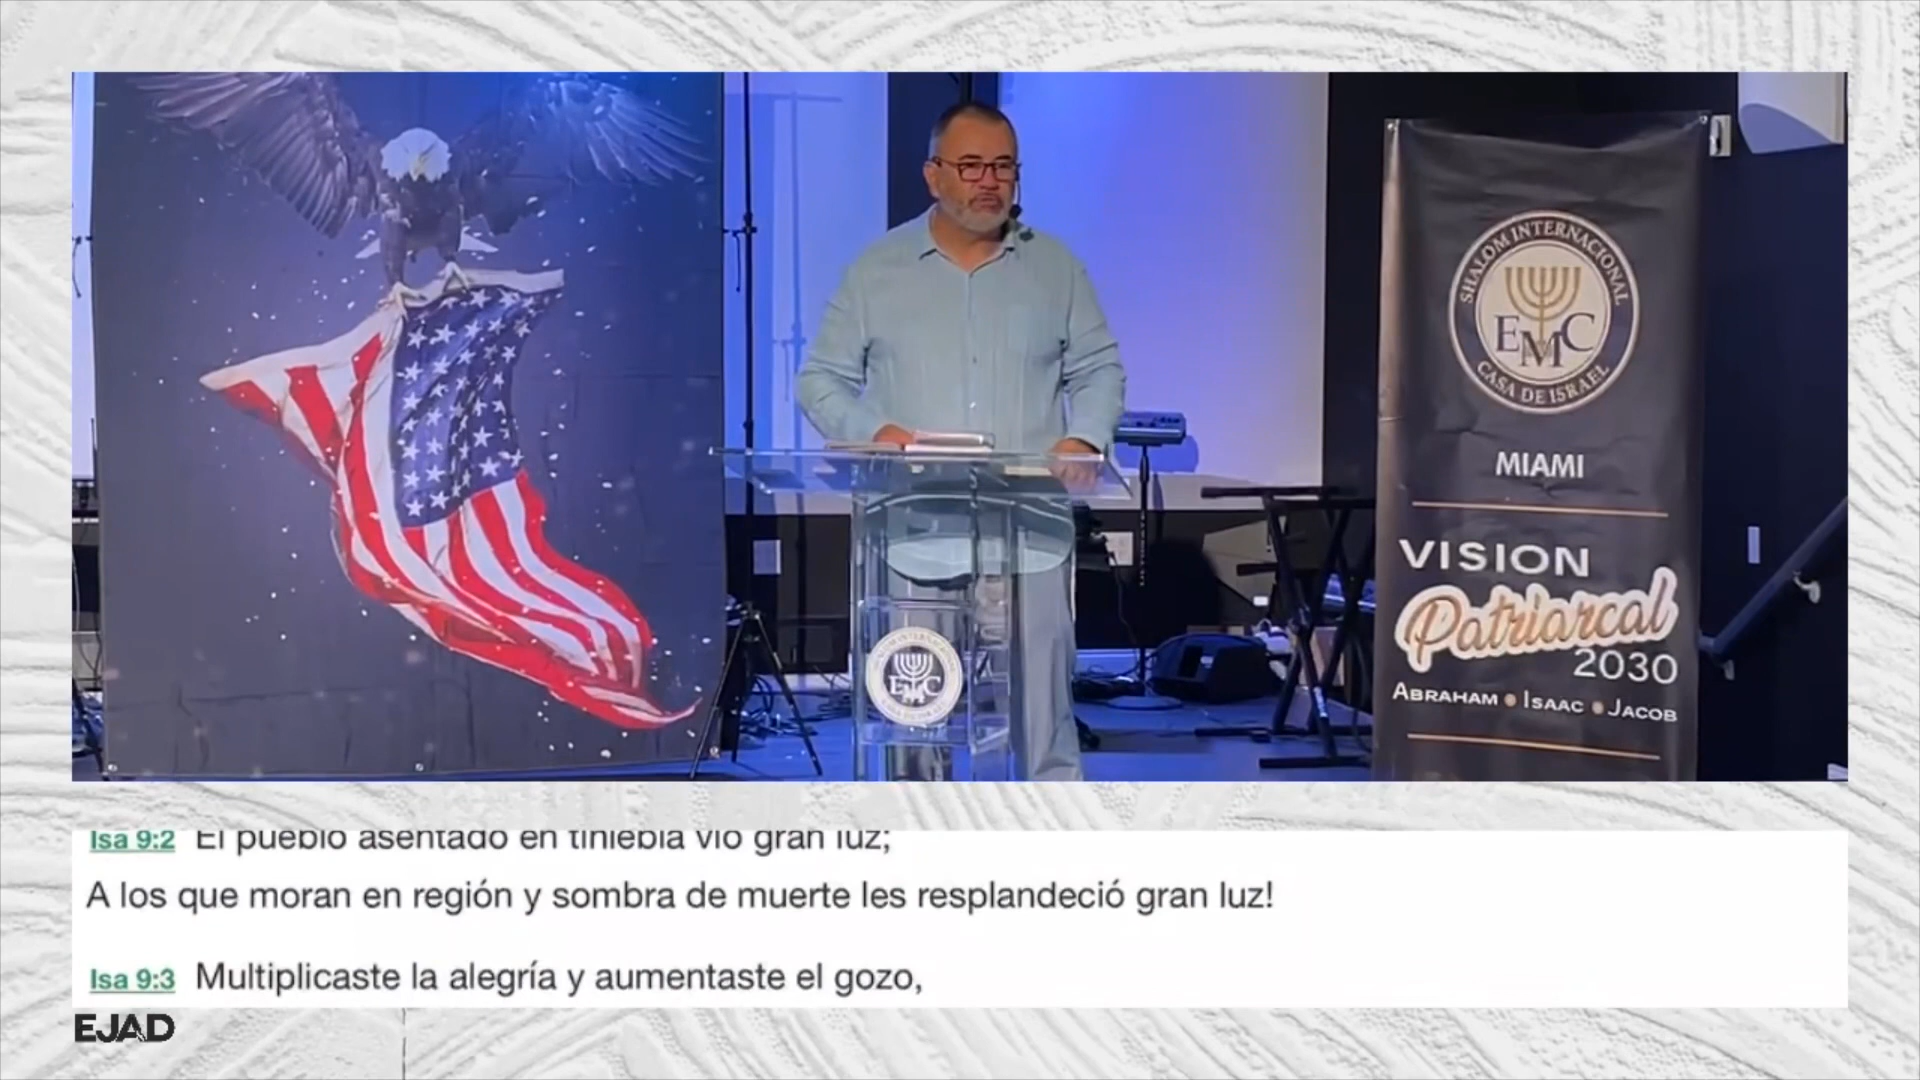 SHALOM INTERNACIONAL
EMC
CASA DE ISRAEL
MIAMI
VISION
Patriarcal
2030
ABRAHAM • ISAAC • JACOB
EMC
Isa 9:2 El pueblo asentado en tiniebla vio gran luz;
A los que moran en región y sombra de muerte les resplandeció gran luz!
Isa 9:3 Multiplicaste la alegría y aumentaste el gozo,
EJAD